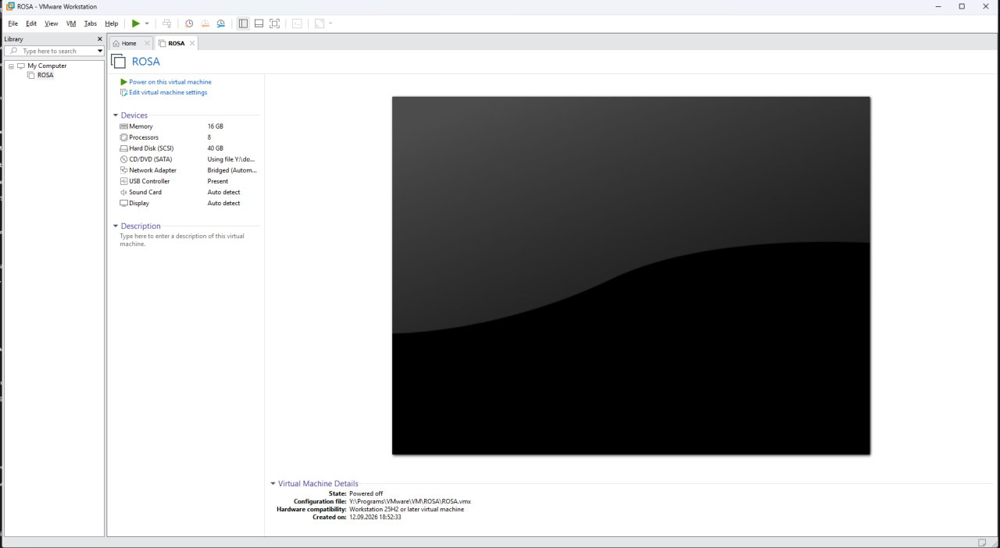 ROSA - VMware Workstation
File Edit View VM Tabs Help
Library
Type here to search
My Computer
ROSA
Home
ROSA
ROSA
Power on this virtual machine
Edit virtual machine settings
Devices
Memory 16 GB
Processors 8
Hard Disk (SCSI) 40 GB
CD/DVD (SATA) Using file Y:\do...
Network Adapter Bridged (Autom...
USB Controller Present
Sound Card Auto detect
Display Auto detect
Description
Type here to enter a description of this virtual
machine.
Virtual Machine Details
State: Powered off
Configuration file: Y:\Programs\VMware\VM\ROSA\ROSA.vmx
Hardware compatibility: Workstation 25H2 or later virtual machine
Created on: 12.09.2026 18:52:33